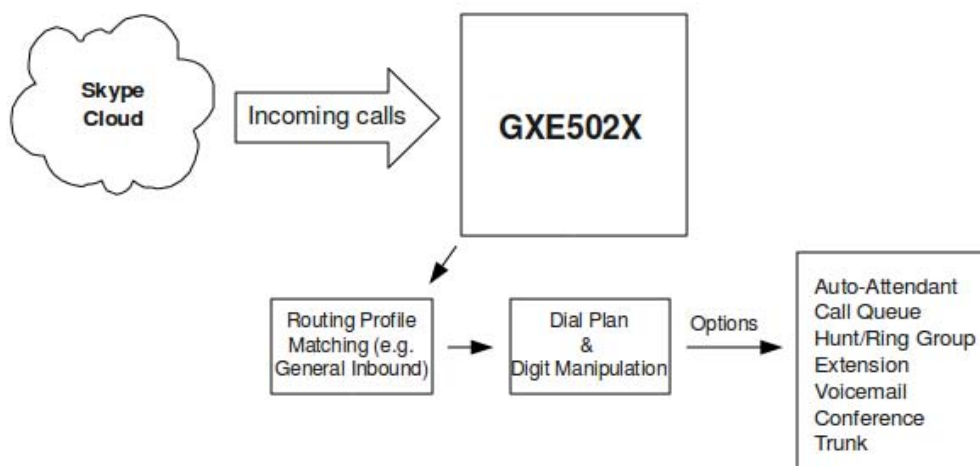 Skype
Cloud
Incoming calls
GXE502X
Routing Profile
Matching (e.g.
General Inbound)
Dial Plan
&
Digit Manipulation
Options
Auto-Attendant
Call Queue
Hunt/Ring Group
Extension
Voicemail
Conference
Trunk